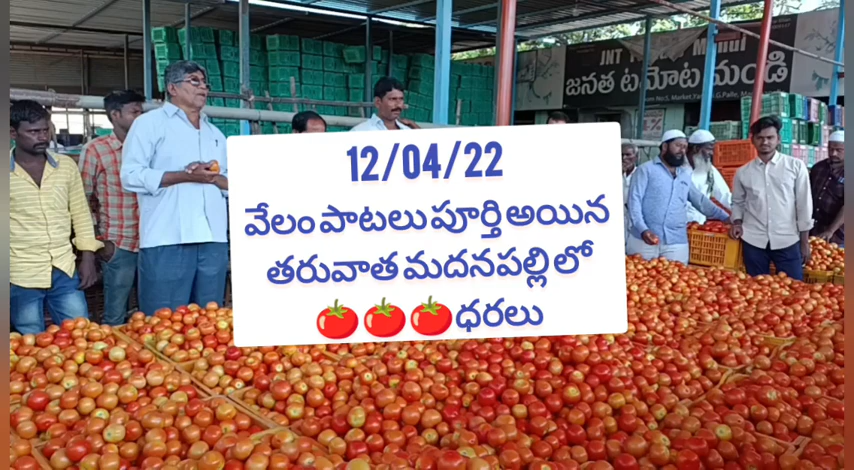 JNT
జనత టమోట మండి
12/04/22
వేలం పాటలు పూర్తి అయిన
తరువాత మదనపల్లి లో
🍅🍅🍅ధరలు